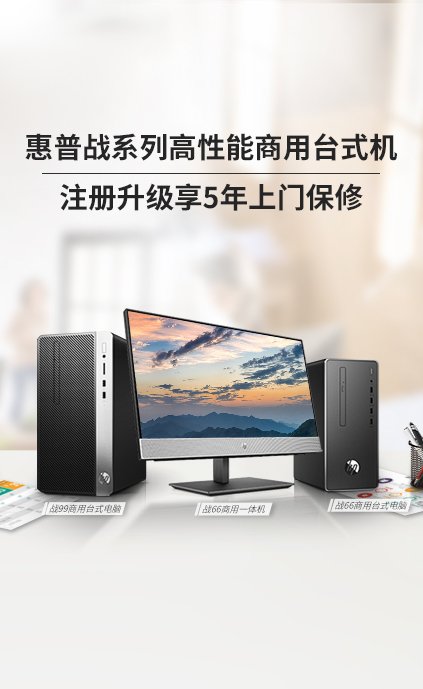 惠普战系列高性能商用台式机
注册升级享5年上门保修
战99商用台式电脑
战66商用一体机
战66商用台式电脑